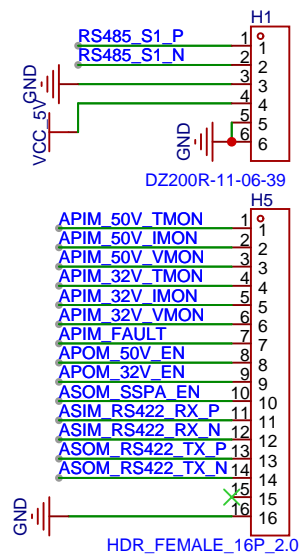 H1
RS485_S1_P 1 1
RS485_S1_N 2 2
GND 3 3
VCC_5V 4 4
5 5
GND 6 6
DZ200R-11-06-39
H5
APIM_50V_TMON 1 1
APIM_50V_IMON 2 2
APIM_50V_VMON 3 3
APIM_32V_TMON 4 4
APIM_32V_IMON 5 5
APIM_32V_VMON 6 6
APIM_FAULT 7 7
APOM_50V_EN 8 8
APOM_32V_EN 9 9
ASOM_SSPA_EN 10 10
ASIM_RS422_RX_P 11 11
ASIM_RS422_RX_N 12 12
ASOM_RS422_TX_P 13 13
ASOM_RS422_TX_N 14 14
15 15
GND 16 16
HDR_FEMALE_16P_2.0